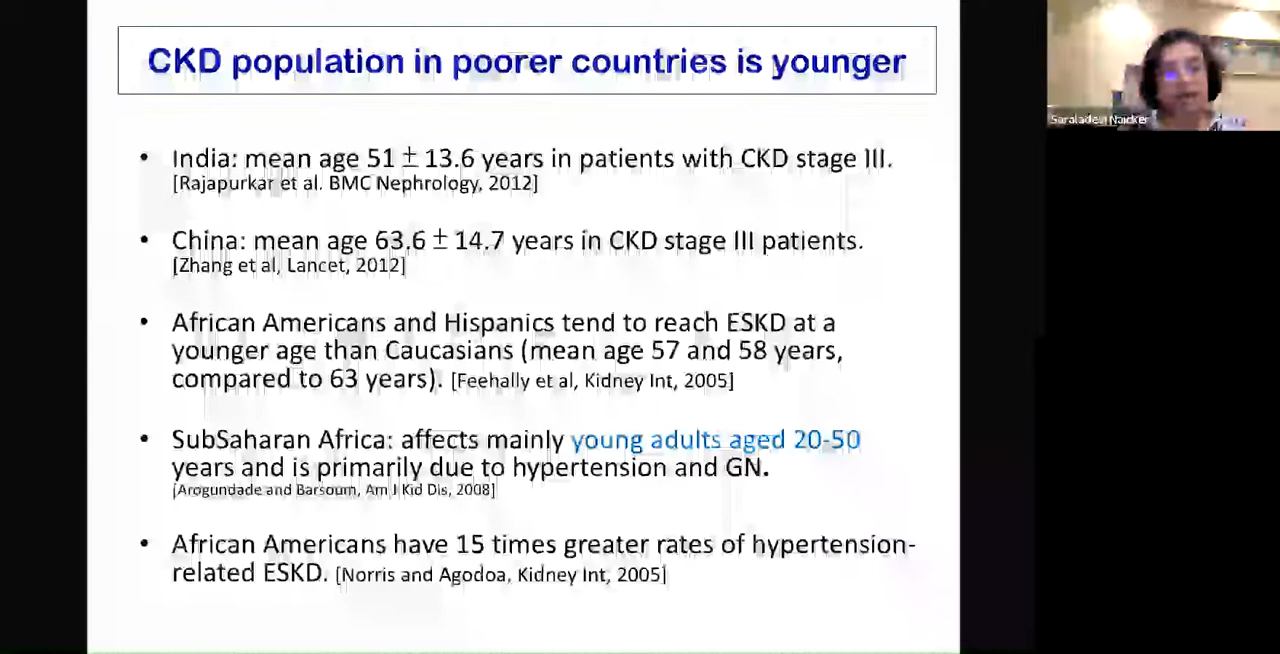 CKD population in poorer countries is younger
Saraladevi Naicker
• India: mean age 51 ± 13.6 years in patients with CKD stage III.
[Rajapurkar et al. BMC Nephrology, 2012]
• China: mean age 63.6 ± 14.7 years in CKD stage III patients.
[Zhang et al, Lancet, 2012]
• African Americans and Hispanics tend to reach ESKD at a
younger age than Caucasians (mean age 57 and 58 years,
compared to 63 years). [Feehally et al, Kidney Int, 2005]
• SubSaharan Africa: affects mainly young adults aged 20-50
years and is primarily due to hypertension and GN.
[Arogundade and Barsoum, Am J Kid Dis, 2008]
• African Americans have 15 times greater rates of hypertension-
related ESKD. [Norris and Agodoa, Kidney Int, 2005]